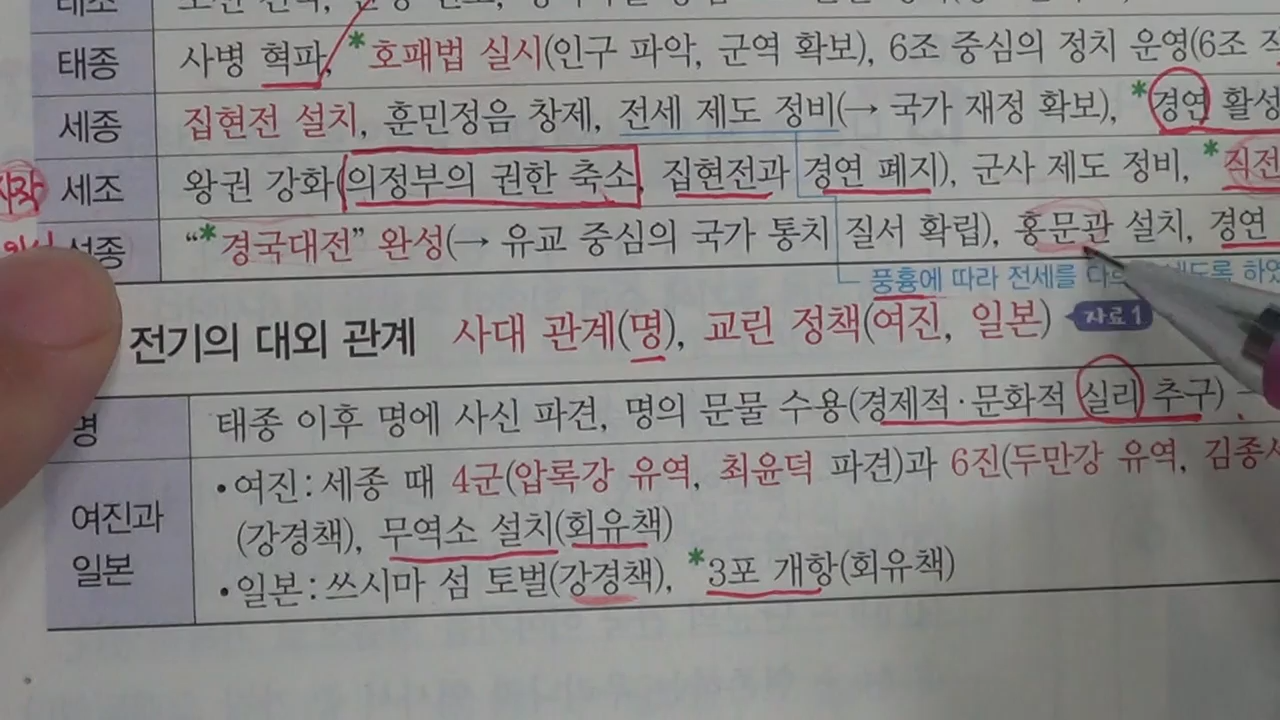 태종 사병 혁파, *호패법 실시(인구 파악, 군역 확보), 6조 중심의 정치 운영(6조
세종 집현전 설치, 훈민정음 창제, 전세 제도 정비(→ 국가 재정 확보), *경연 활성
세조 왕권 강화(의정부의 권한 축소, 집현전과 경연 폐지), 군사 제도 정비, *직전
성종 "*경국대전" 완성(→ 유교 중심의 국가 통치 질서 확립), 홍문관 설치, 경연
풍흉에 따라 전세를
전기의 대외 관계 사대 관계(명), 교린 정책(여진, 일본) 자료 1
명 태종 이후 명에 사신 파견, 명의 문물 수용(경제적·문화적 실리 추구)
여진과 일본
• 여진: 세종 때 4군(압록강 유역, 최윤덕 파견)과 6진(두만강 유역, 김종서
(강경책), 무역소 설치(회유책)
• 일본: 쓰시마 섬 토벌(강경책), *3포 개항(회유책)